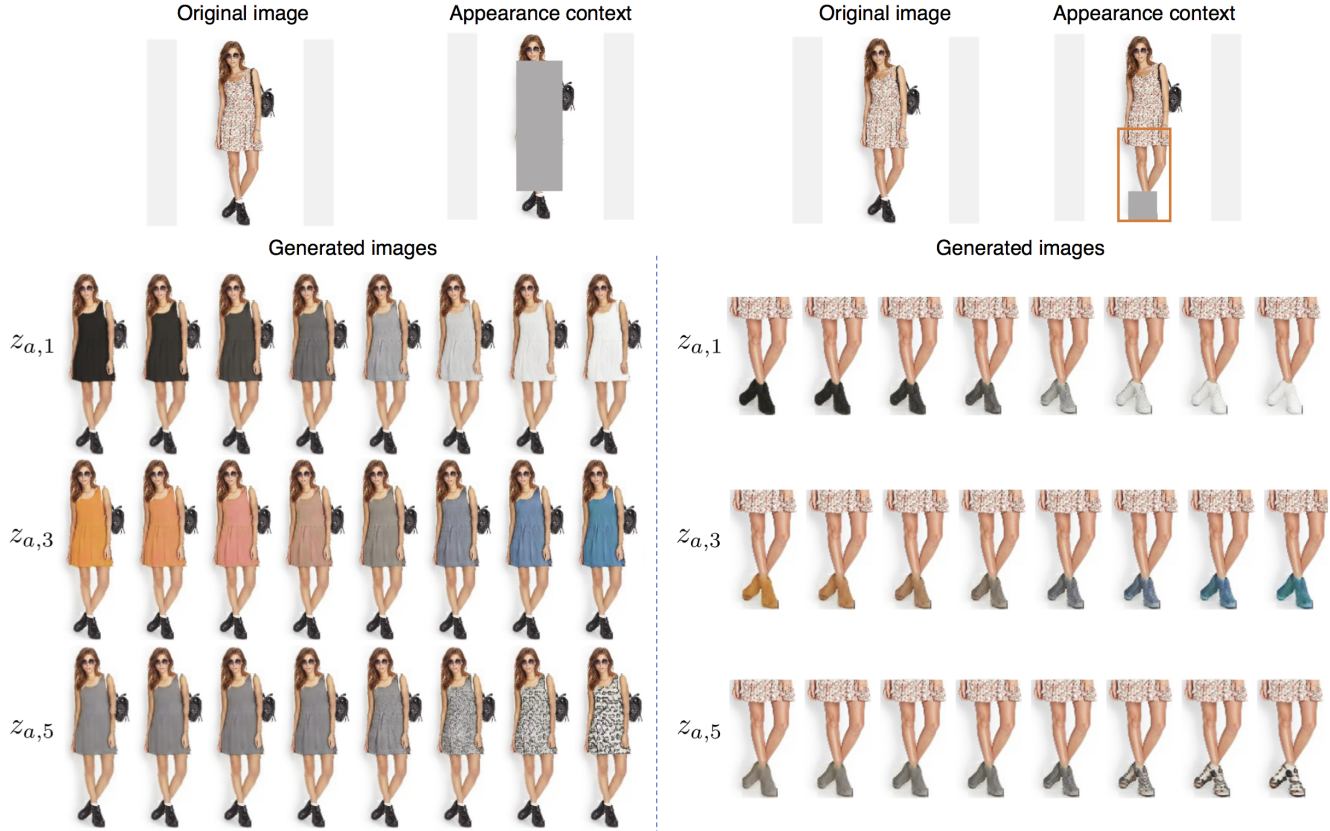 Original image
Appearance context
Original image
Appearance context
Generated images
Generated images
z_{a,1}
z_{a,1}
z_{a,3}
z_{a,3}
z_{a,5}
z_{a,5}